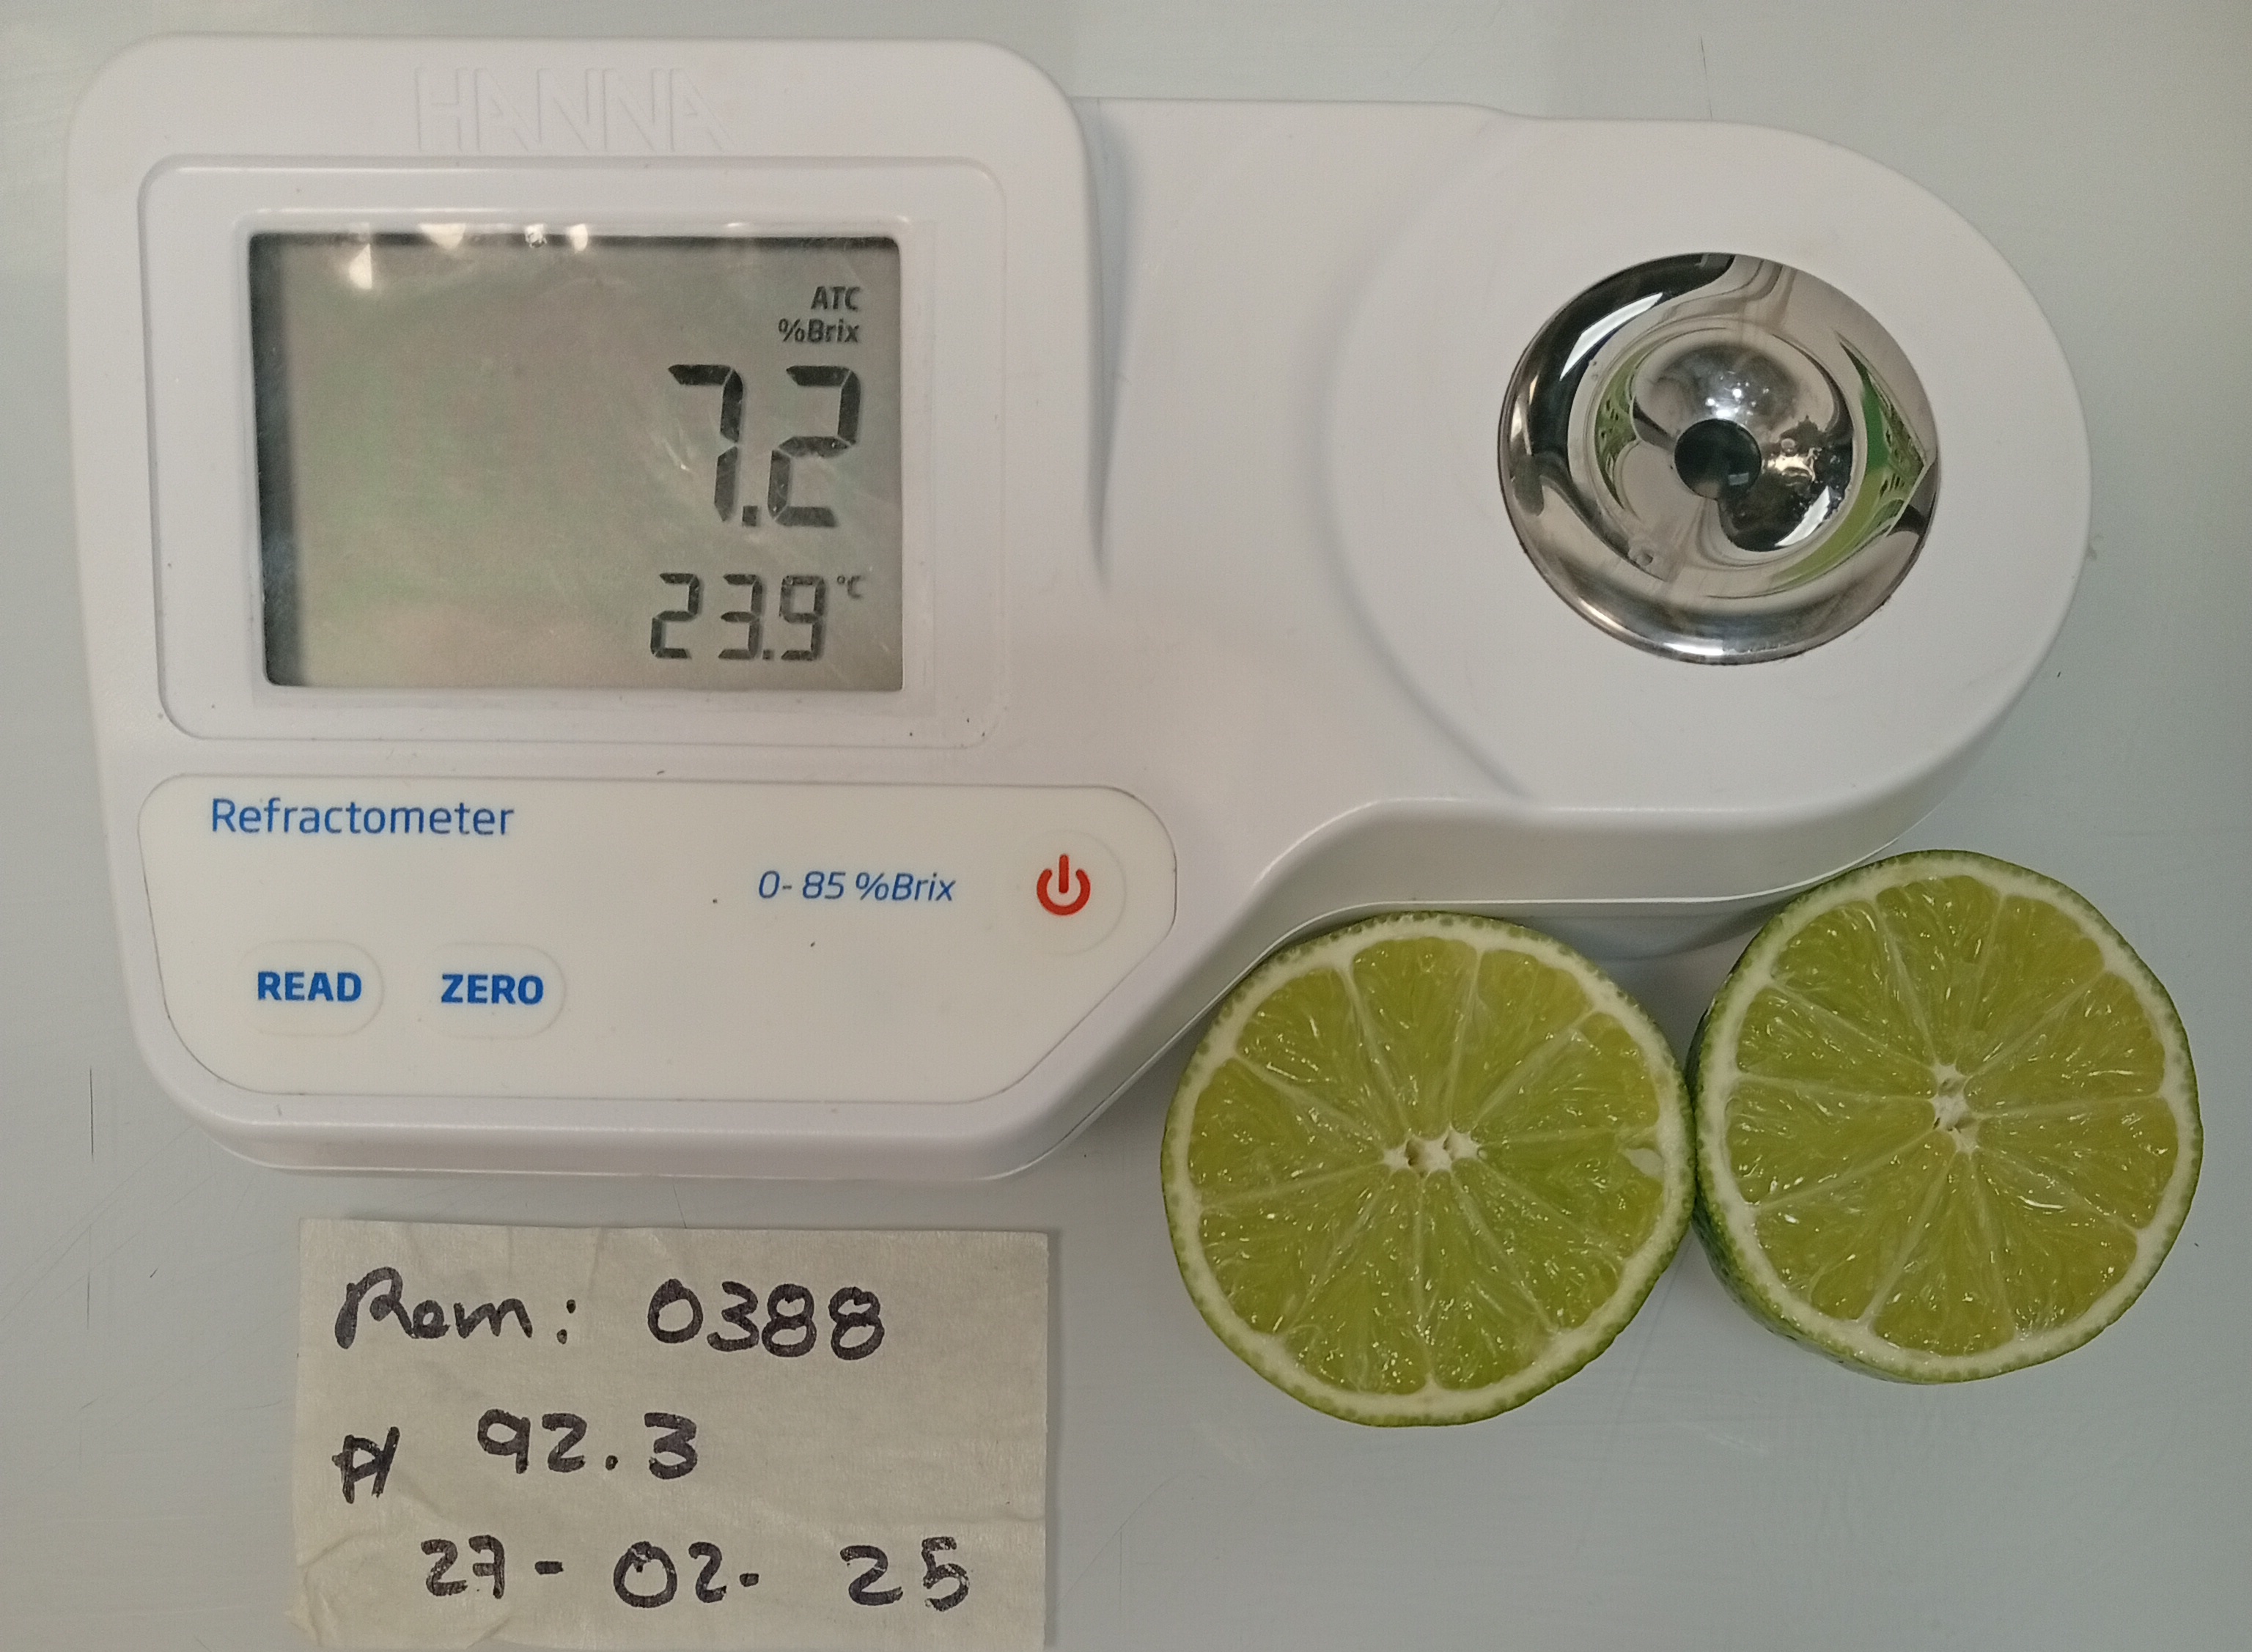 HANNA
ATC
%Brix
7.2
23.9 °C
Refractometer
0-85 %Brix
READ
ZERO
Rem: 0388
# 92.3
27-02-25